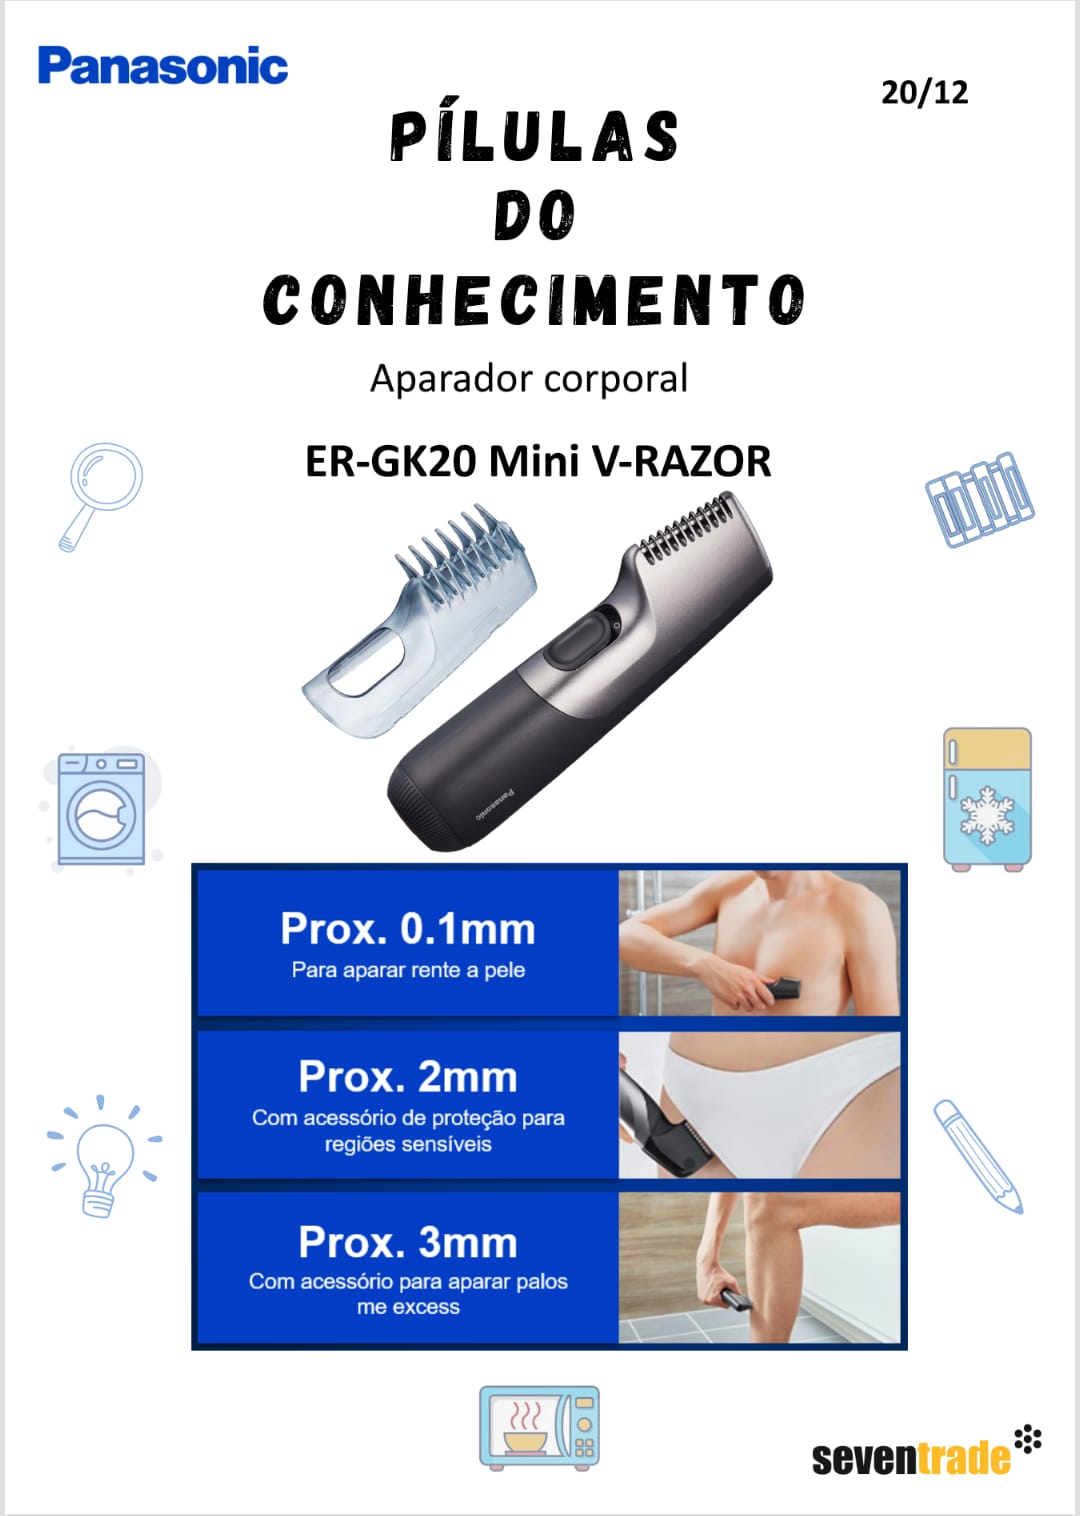 Panasonic
20/12
PÍLULAS
DO
CONHECIMENTO
Aparador corporal
ER-GK20 Mini V-RAZOR
Panasonic
Prox. 0.1mm
Para aparar rente a pele
Prox. 2mm
Com acessório de proteção para
regiões sensíveis
Prox. 3mm
Com acessório para aparar palos
me excess
seventrade